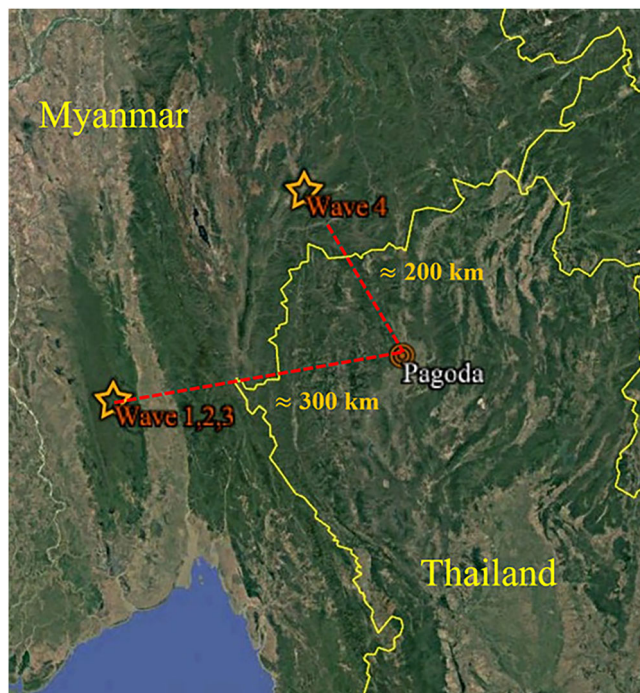 Myanmar
Wave 4
≈ 200 km
Pagoda
≈ 300 km
Wave 1,2,3
Thailand